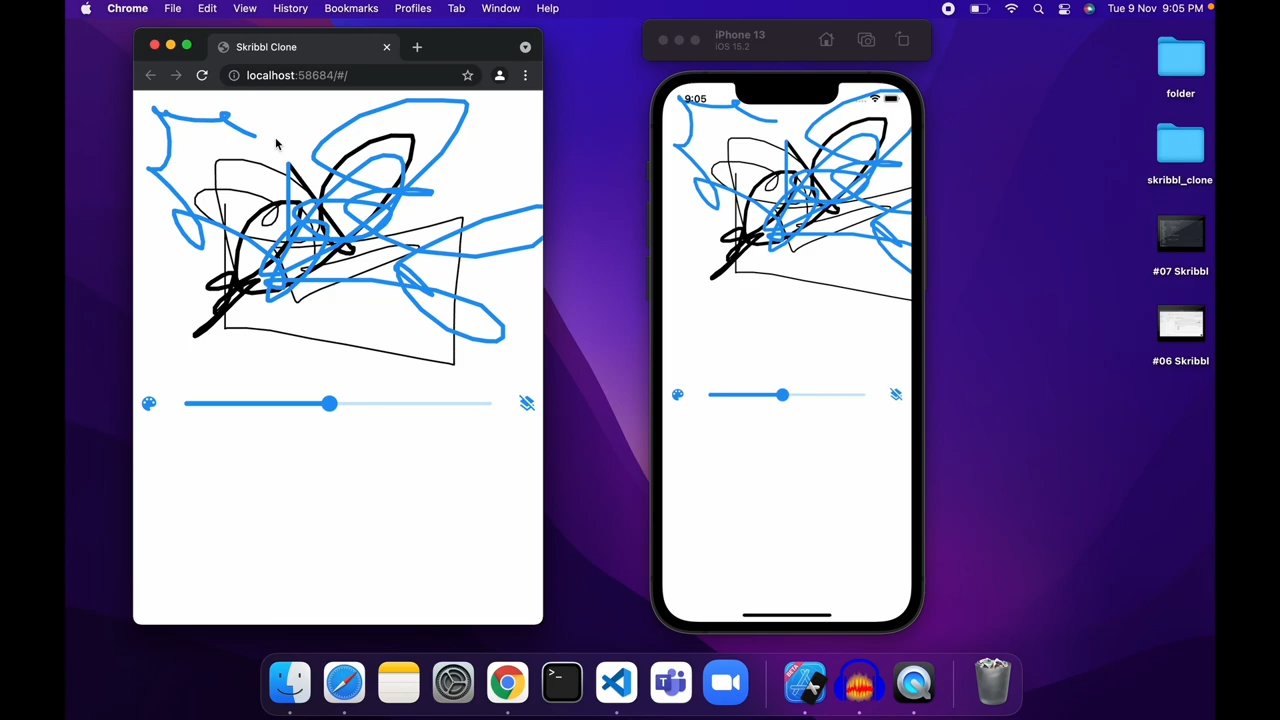 Chrome File Edit View History Bookmarks Profiles Tab Window Help
Tue 9 Nov 9:05 PM
Skribbl Clone
localhost:58684/#/
iPhone 13
iOS 15.2
9:05
folder
skribbl_clone
#07 Skribbl
#06 Skribbl
BETA